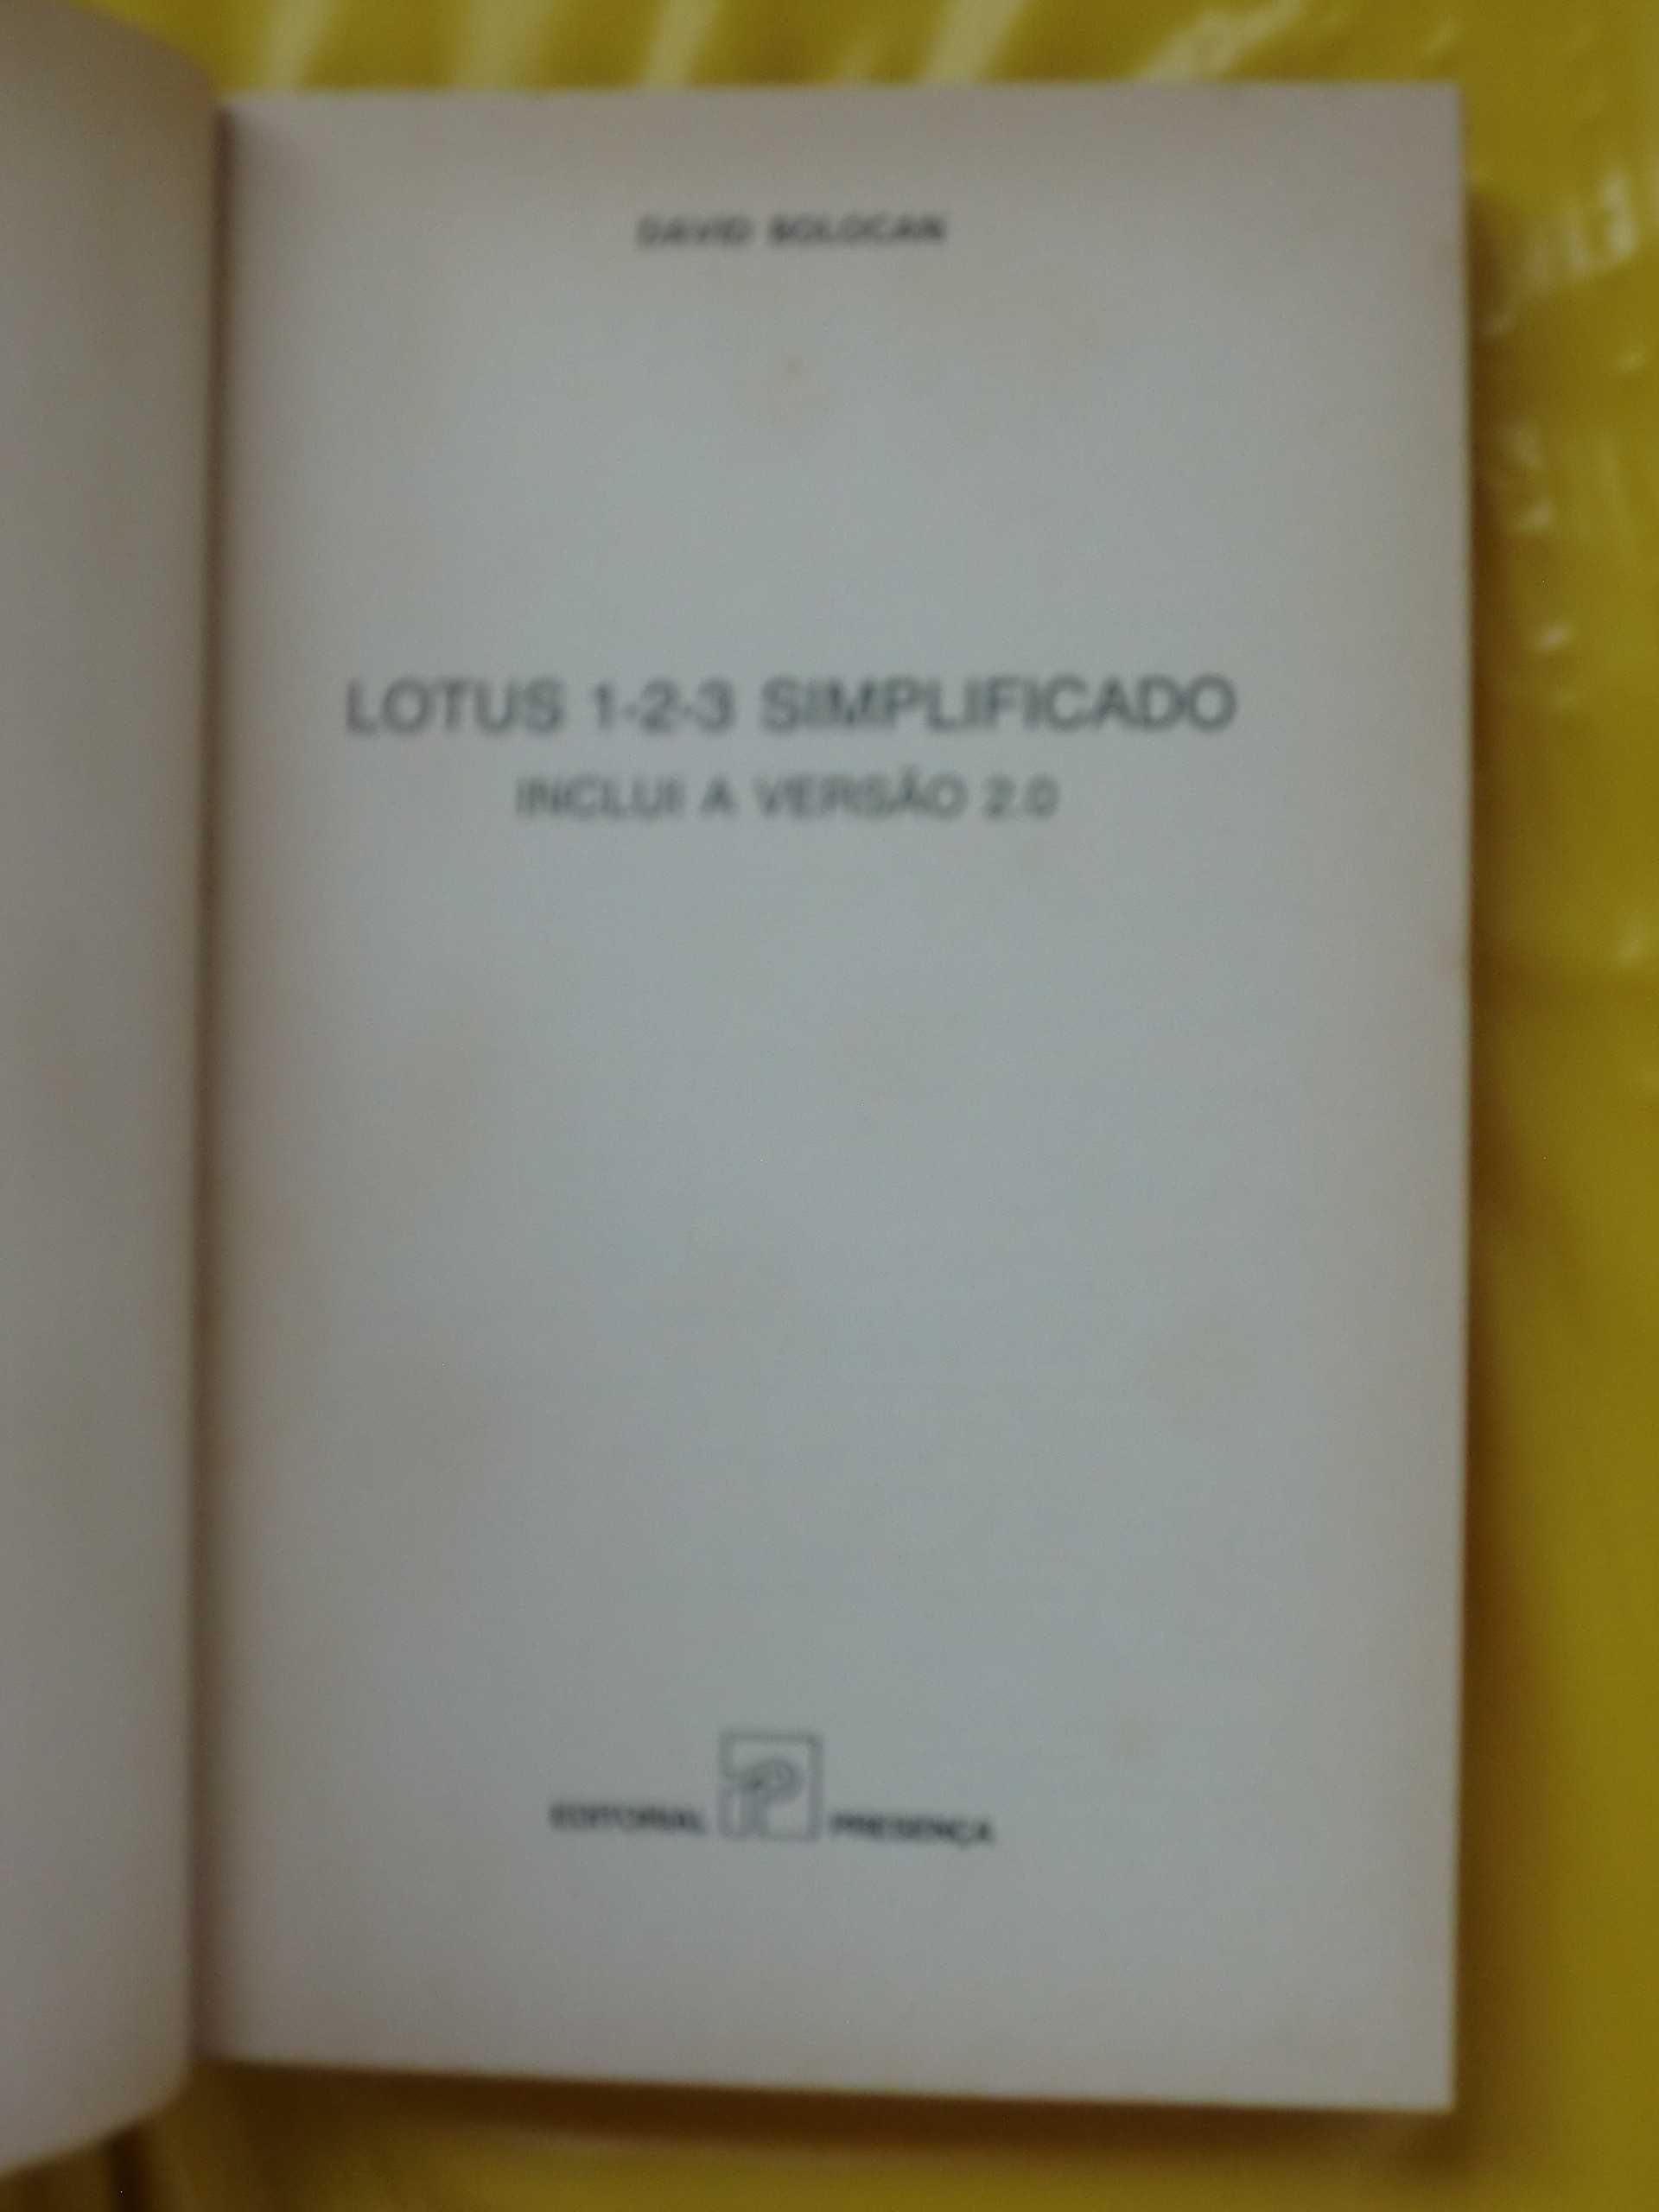 DAVID BOLOCAN
LOTUS 1-2-3 SIMPLIFICADO
INCLUI A VERSÃO 2.0
EDITORIAL P PRESENÇA